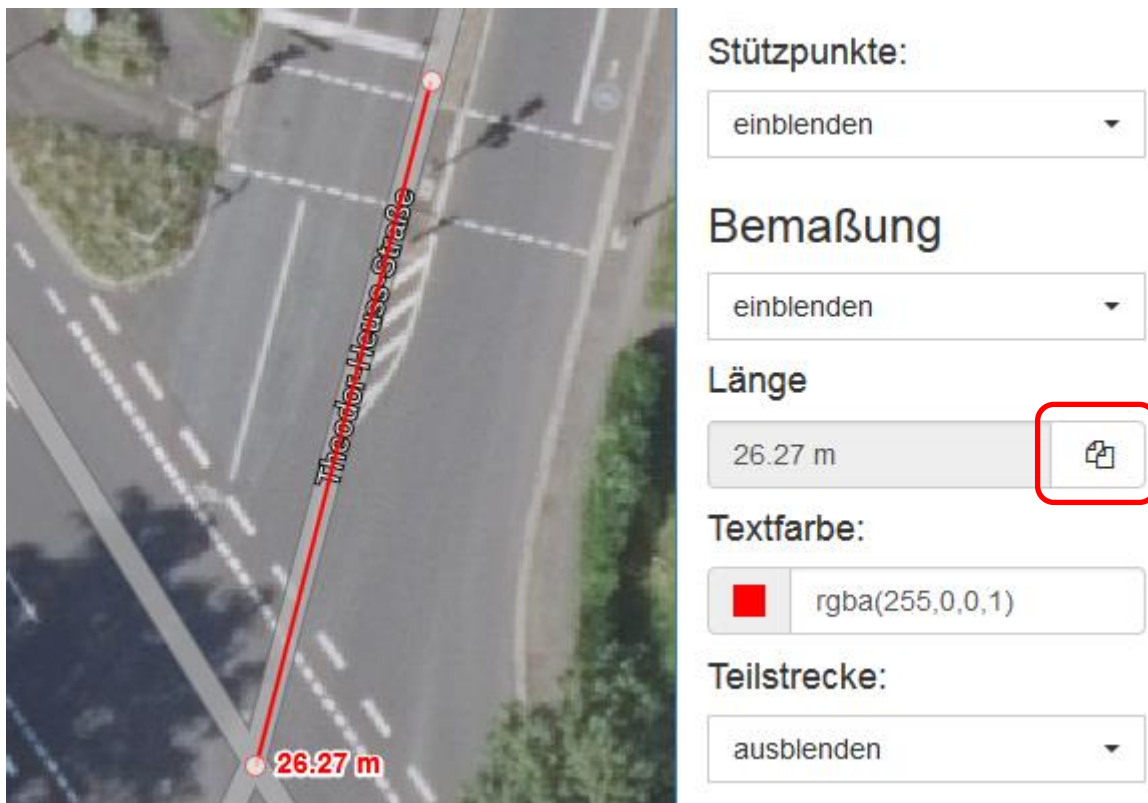 Theodor-Heuss-Straße
26.27 m
Stützpunkte:
einblenden
Bemaßung
einblenden
Länge
26.27 m
Textfarbe:
rgba(255,0,0,1)
Teilstrecke:
ausblenden